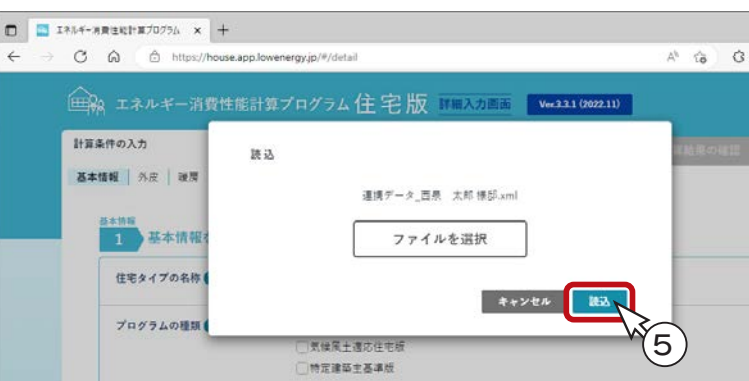 エネルギー消費性能計算プログラム × +
https://house.app.lowenergy.jp/#/detail
エネルギー消費性能計算プログラム 住宅版 詳細入力画面 Ver.3.3.1 (2022.11)
計算条件の入力
読込
基本情報 外皮 暖房
連携データ_西泉 太郎 様邸.xml
基本情報
1 基本情報
ファイルを選択
住宅タイプの名称
キャンセル 読込
プログラムの種類
5
気候風土適応住宅版
特定建築主基準版